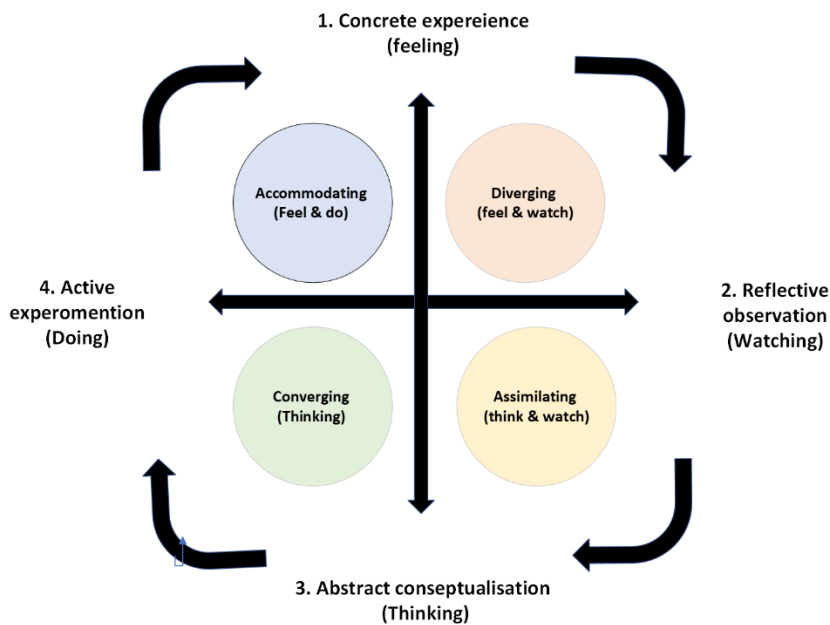 1. Concrete expereience
(feeling)
Accommodating
(Feel & do)
Diverging
(feel & watch)
4. Active
experomention
(Doing)
2. Reflective
observation
(Watching)
Converging
(Thinking)
Assimilating
(think & watch)
3. Abstract conseptualisation
(Thinking)